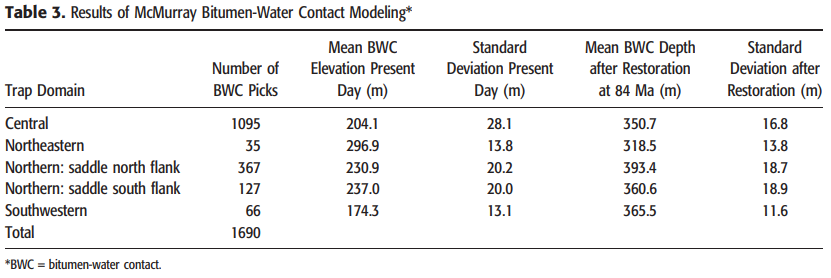 Table 3. Results of McMurray Bitumen-Water Contact Modeling*
Mean BWC Standard Mean BWC Depth Standard
Number of Elevation Present Deviation Present after Restoration Deviation after
Trap Domain BWC Picks Day (m) Day (m) at 84 Ma (m) Restoration (m)
Central 1095 204.1 28.1 350.7 16.8
Northeastern 35 296.9 13.8 318.5 13.8
Northern: saddle north flank 367 230.9 20.2 393.4 18.7
Northern: saddle south flank 127 237.0 20.0 360.6 18.9
Southwestern 66 174.3 13.1 365.5 11.6
Total 1690
*BWC = bitumen-water contact.